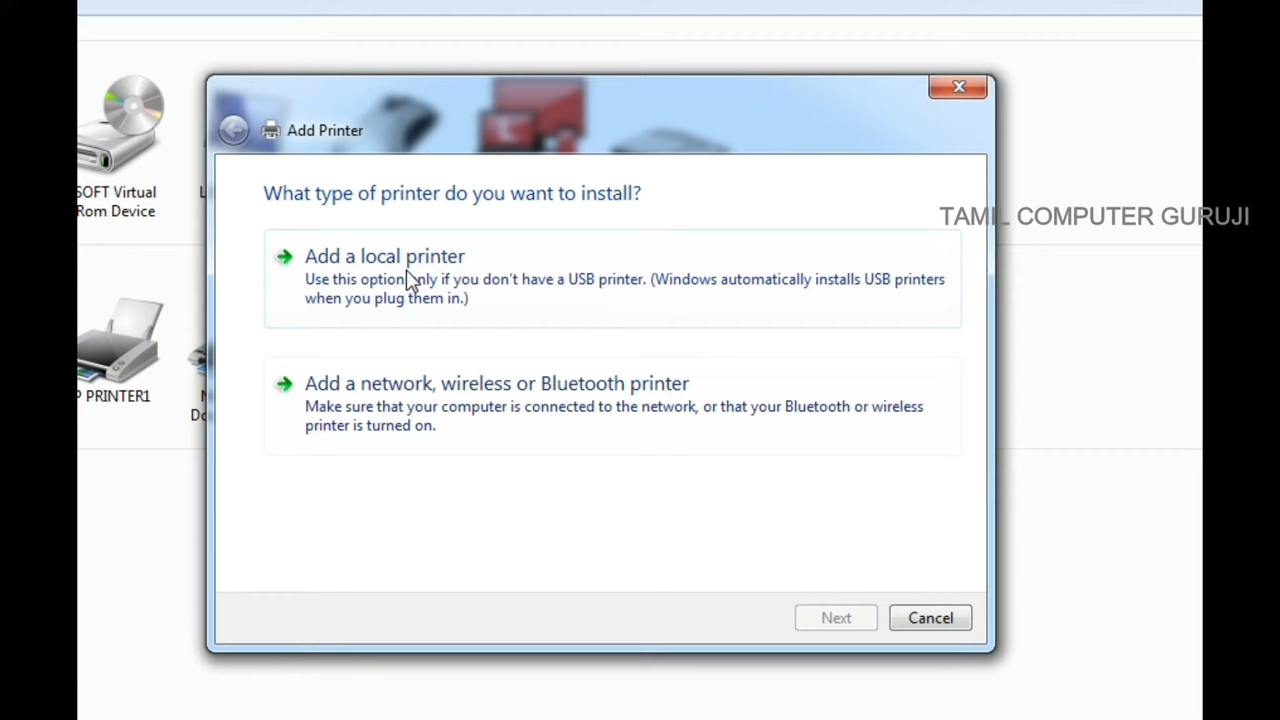 Add Printer
What type of printer do you want to install?
SOFT Virtual
Rom Device
TAMIL COMPUTER GURUJI
Add a local printer
Use this option only if you don't have a USB printer. (Windows automatically installs USB printers
when you plug them in.)
Add a network, wireless or Bluetooth printer
Make sure that your computer is connected to the network, or that your Bluetooth or wireless
printer is turned on.
P PRINTER1
Next
Cancel